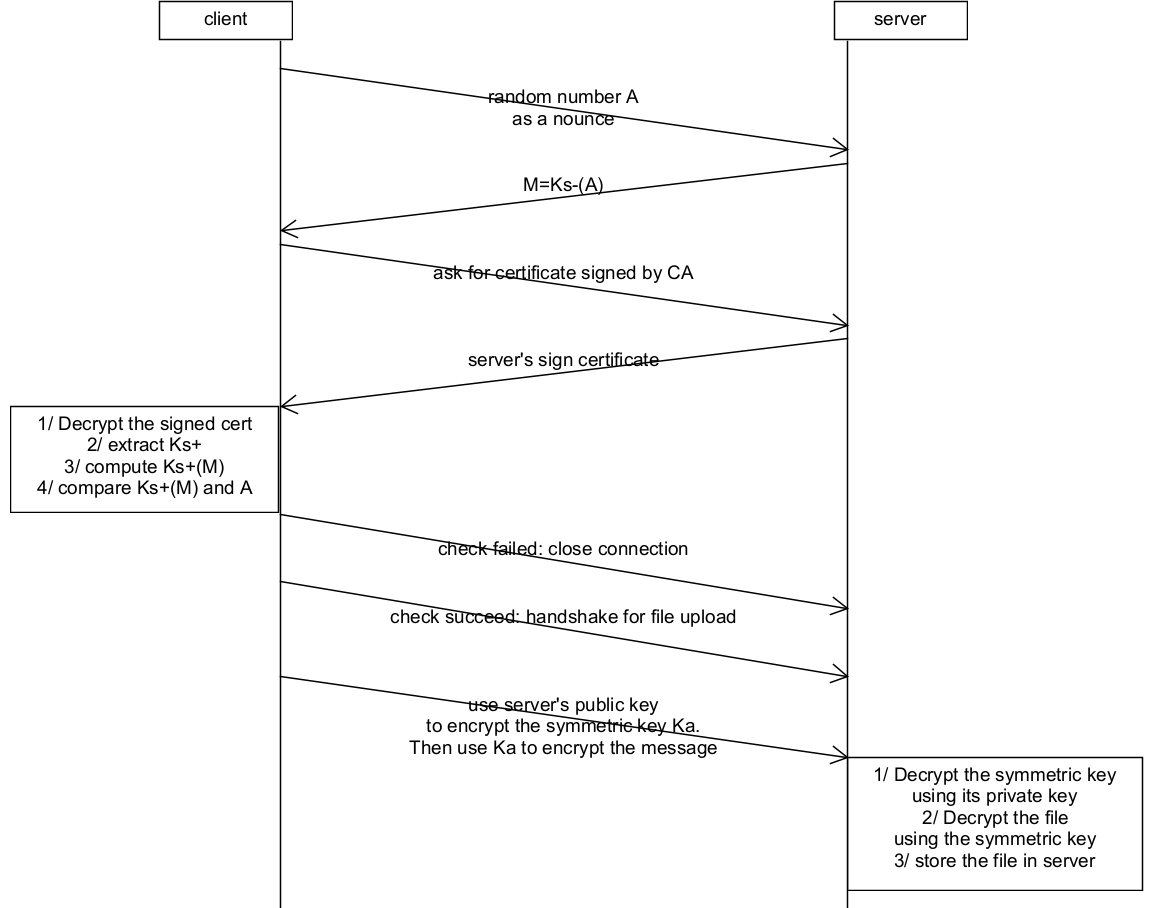 client
server
random number A
as a nounce
M=Ks-(A)
ask for certificate signed by CA
server's sign certificate
1/ Decrypt the signed cert
2/ extract Ks+
3/ compute Ks+(M)
4/ compare Ks+(M) and A
check failed: close connection
check succeed: handshake for file upload
use server's public key
to encrypt the symmetric key Ka.
Then use Ka to encrypt the message
1/ Decrypt the symmetric key
using its private key
2/ Decrypt the file
using the symmetric key
3/ store the file in server